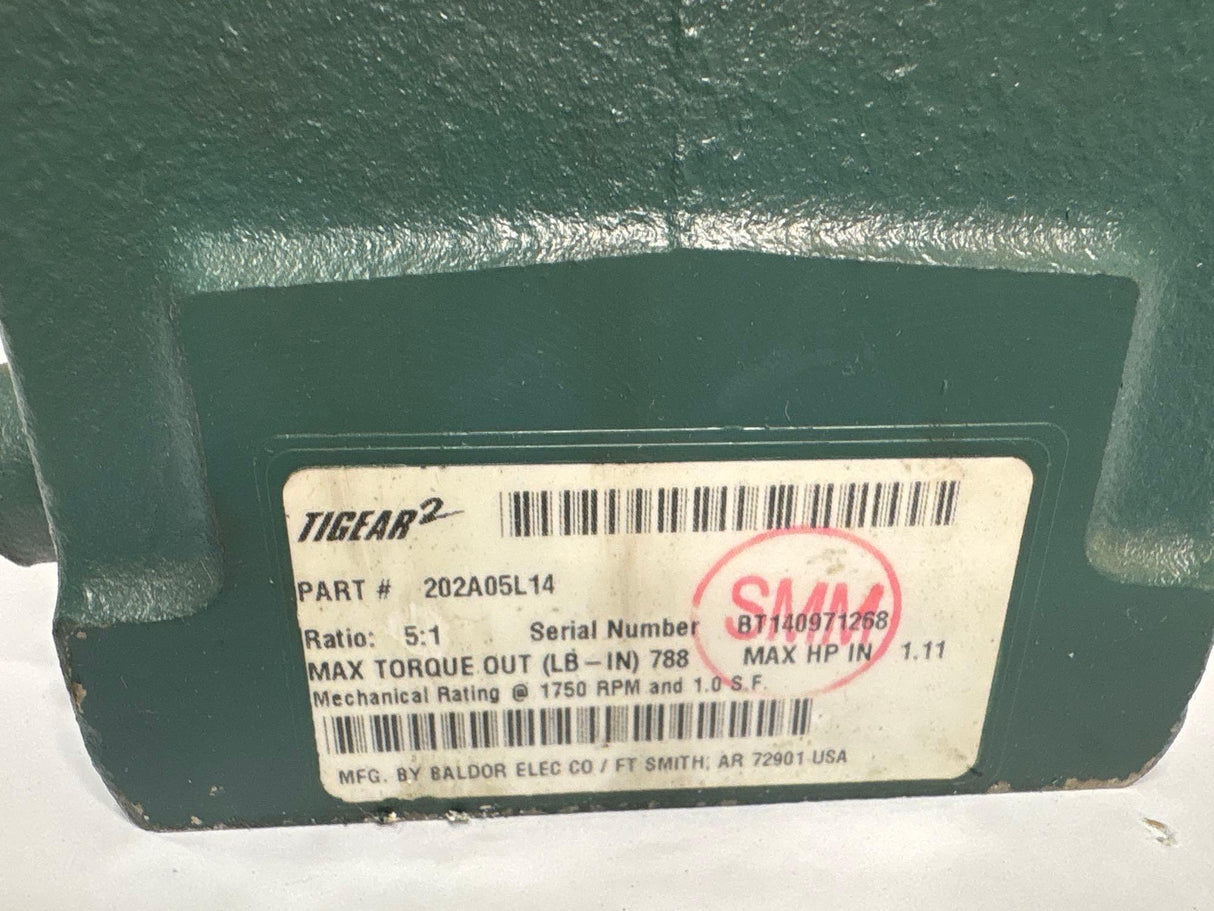 TIGEAR2
PART # 202A05L14
SMM
Ratio: 5:1 Serial Number BT140971268
MAX TORQUE OUT (LB-IN) 788 MAX HP IN 1.11
Mechanical Rating @ 1750 RPM and 1.0 S.F.
MFG. BY BALDOR ELEC CO / FT SMITH, AR 72901 USA